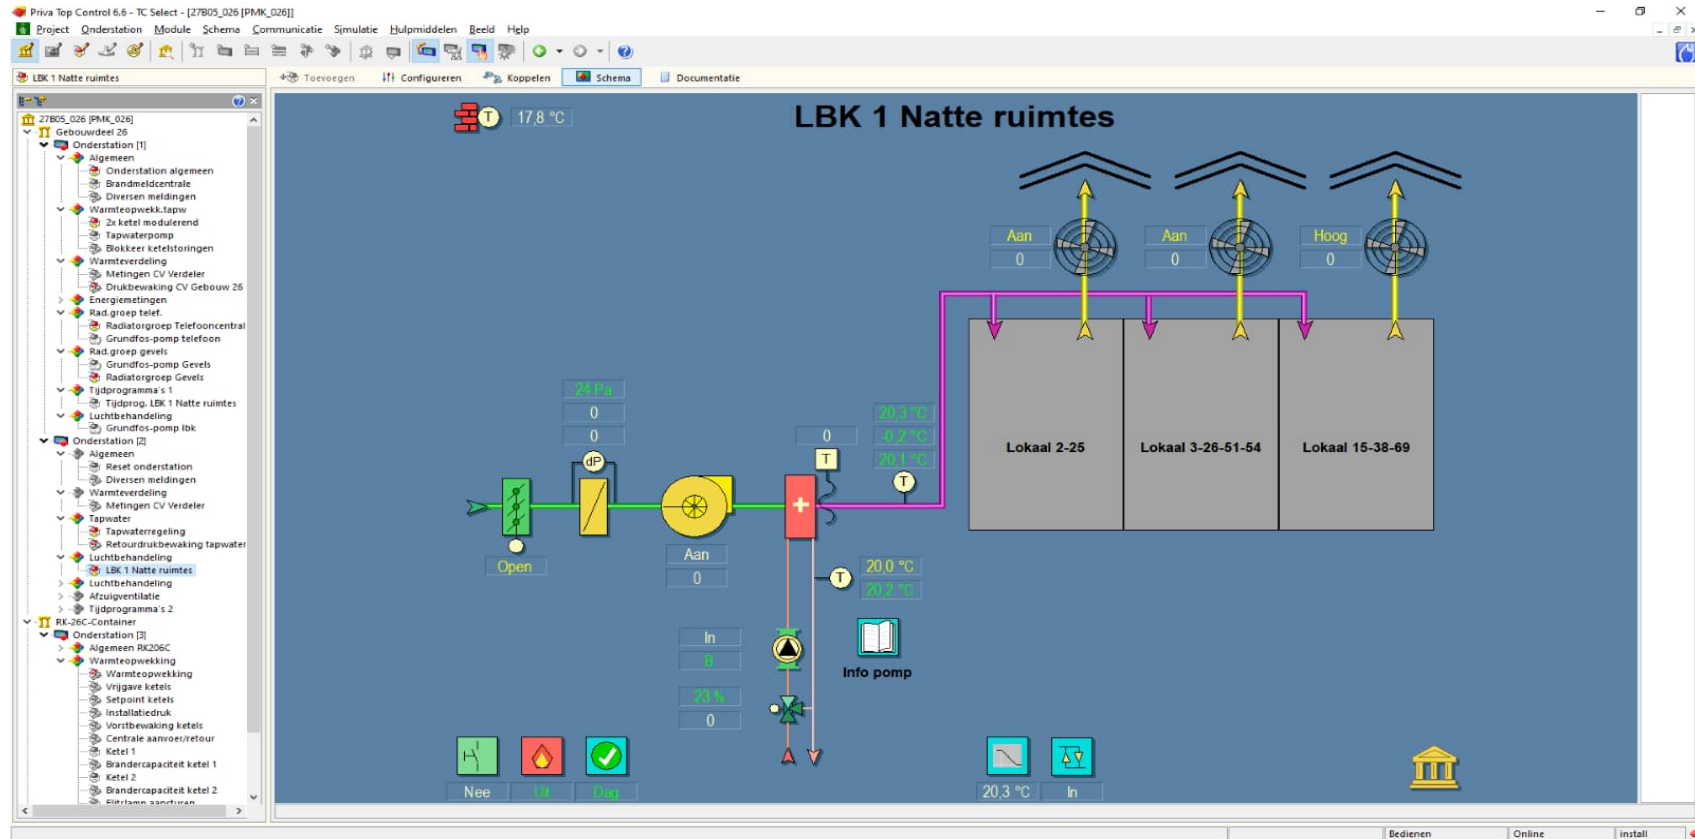 Priva Top Control 6.6 - TC Select - [27B05_026 [PMK_026]]
Project Onderstation Module Schema Communicatie Simulatie Hulpmiddelen Beeld Help
LBK 1 Natte ruimtes
Toevoegen Configureren Koppelen Schema Documentatie
27B05_026 [PMK_026]
Gebouwdeel 26
Onderstation [1]
Algemeen
Onderstation algemeen
Brandmeldcentrale
Diversen meldingen
Warmteopwekk.tapw
2x ketel modulerend
Tapwaterpomp
Blokkeer ketelstoringen
Warmteverdeling
Metingen CV Verdeler
Drukbewaking CV Gebouw 26
Energiemetingen
Rad.groep telef.
Radiatorgroep Telefooncentral
Grundfos-pomp telefoon
Rad.groep gevels
Grundfos-pomp Gevels
Radiatorgroep Gevels
Tijdprogramma's 1
Tijdprog. LBK 1 Natte ruimtes
Luchtbehandeling
Grundfos-pomp lbk
Onderstation [2]
Algemeen
Reset onderstation
Diversen meldingen
Warmteverdeling
Metingen CV Verdeler
Tapwater
Tapwaterregeling
Retourdrukbewaking tapwater
Luchtbehandeling
LBK 1 Natte ruimtes
Luchtbehandeling
Afzuigventilatie
Tijdprogramma's 2
RK-26C-Container
Onderstation [3]
Algemeen RK206C
Warmteopwekking
Warmteopwekking
Vrijgave ketels
Setpoint ketels
Installatiedruk
Vorstbewaking ketels
Centrale aanvoer/retour
Ketel 1
Brandercapaciteit ketel 1
Ketel 2
Brandercapaciteit ketel 2
Flitslamp aansturen
T 17,8 °C
LBK 1 Natte ruimtes
Aan Aan Hoog
0 0 0
24 Pa
0
0
dP
0
T
20,3 °C
-0,2 °C
20,1 °C
T
Lokaal 2-25 Lokaal 3-26-51-54 Lokaal 15-38-69
Open
Aan
0
T
20,0 °C
20,2 °C
In
B
Info pomp
23 %
0
Nee Uit Dag 20,3 °C In
Bedienen Online install